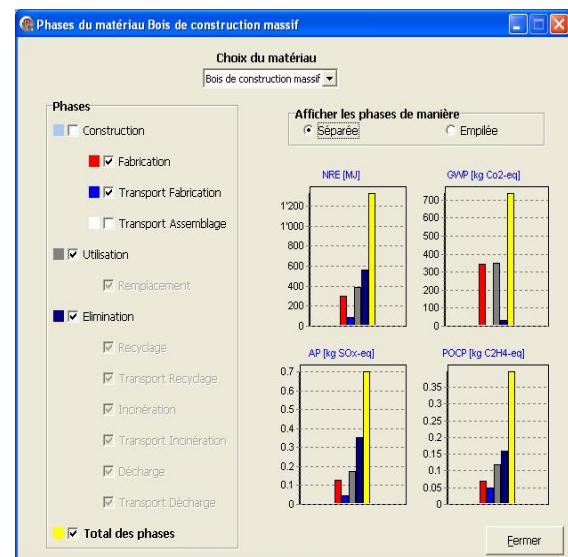 Phases du matériau Bois de construction massif
Choix du matériau
Bois de construction massif
Phases
Construction
Fabrication
Transport Fabrication
Transport Assemblage
Utilisation
Remplacement
Elimination
Recyclage
Transport Recyclage
Incinération
Transport Incinération
Décharge
Transport Décharge
Total des phases
Afficher les phases de manière
Séparée Empilée
NRE [MJ]
1'200
1'000
800
600
400
200
0
GWP [kg Co2-eq]
700
600
500
400
300
200
100
0
AP [kg SOx-eq]
0.7
0.6
0.5
0.4
0.3
0.2
0.1
0
POCP [kg C2H4-eq]
0.35
0.3
0.25
0.2
0.15
0.1
0.05
0
Fermer